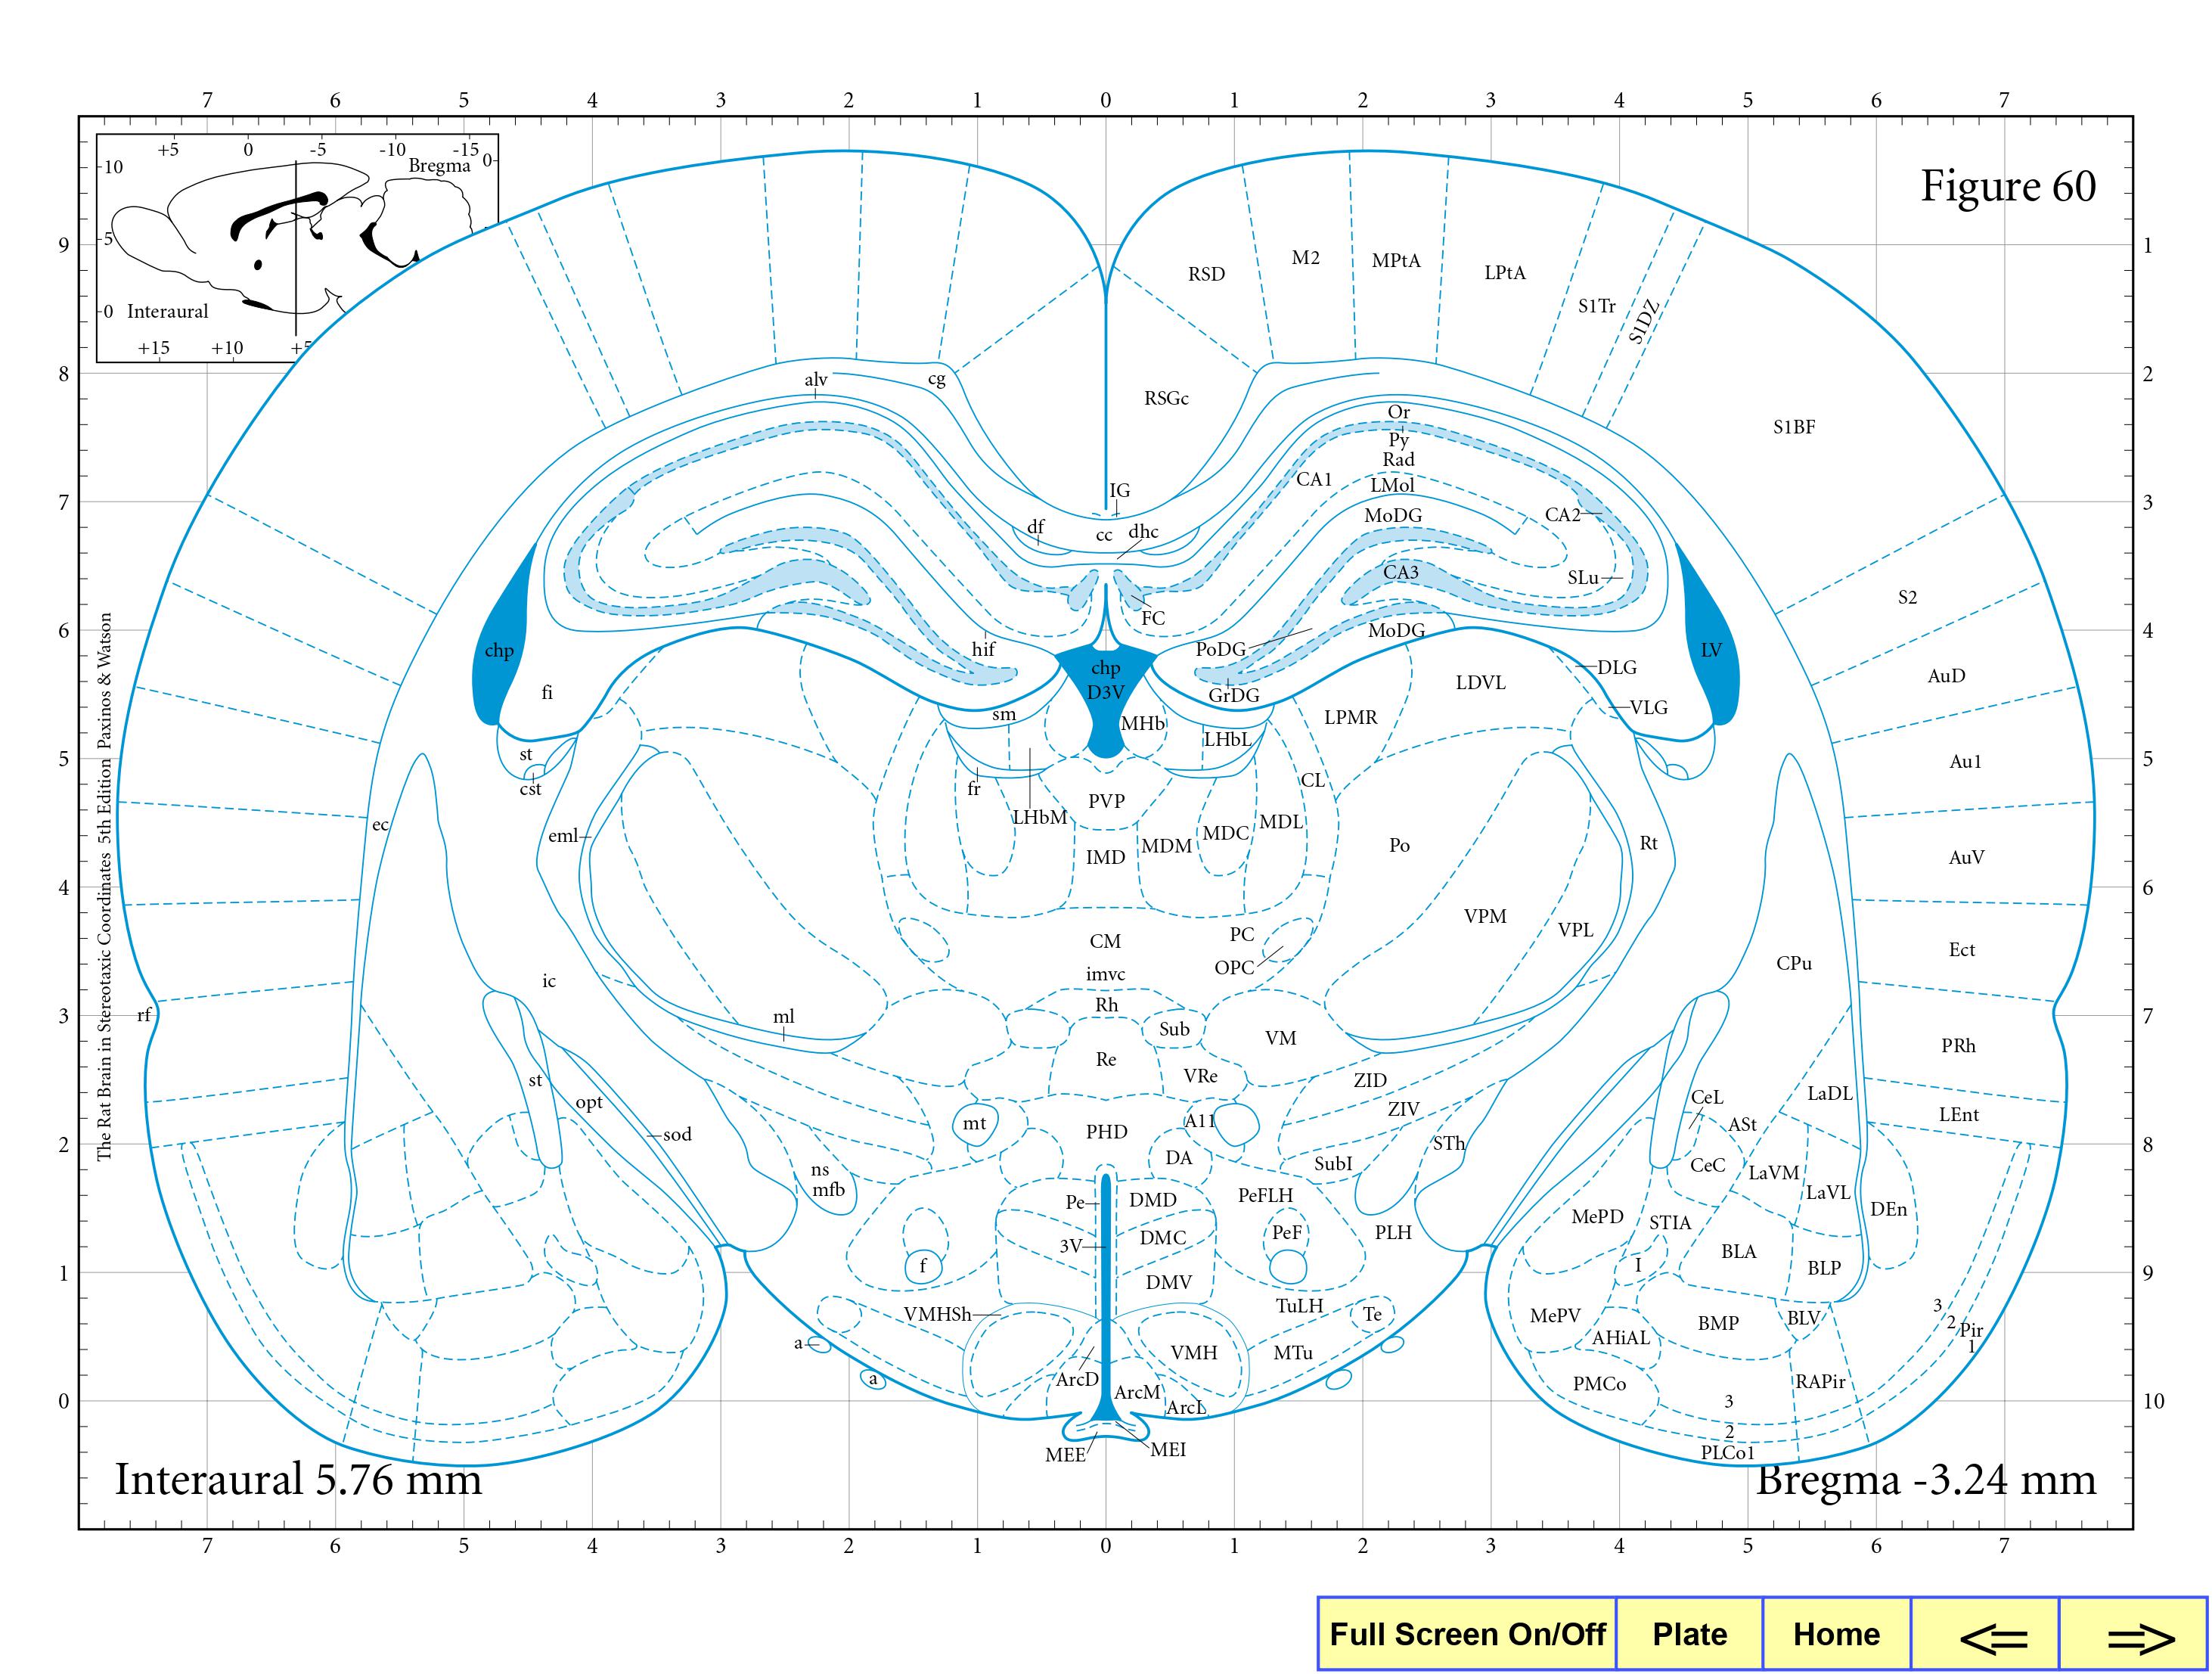 7 6 5 4 3 2 1 0 1 2 3 4 5 6 7
+5 0 -5 -10 -15
Bregma 0
10
5
0 Interaural
+15 +10 +5
Figure 60
9 1
8 2
7 3
6 4
5 5
4 6
3 7
2 8
1 9
0 10
The Rat Brain in Stereotaxic Coordinates 5th Edition Paxinos & Watson
RSD
M2
MPtA
LPtA
S1Tr
S1DZ
alv
cg
RSGc
S1BF
Or
Py
Rad
CA1
LMol
IG
MoDG
CA2
df
cc
dhc
CA3
SLu
S2
FC
hif
PoDG
MoDG
chp
LV
chp
D3V
DLG
AuD
fi
LDVL
GrDG
sm
MHb
LPMR
VLG
LHbL
st
Au1
cst
fr
CL
PVP
LHbM
ec
eml
MDL
MDC
MDM
IMD
Po
Rt
AuV
VPM
VPL
CM
PC
Ect
CPu
OPC
imvc
ic
Rh
rf
ml
Sub
VM
PRh
Re
VRe
ZID
st
LaDL
CeL
opt
ZIV
LEnt
mt
A11
PHD
ASt
sod
STh
DA
SubI
CeC
ns
mfb
LaVM
LaVL
Pe
DMD
PeFLH
DEn
MePD
STIA
PeF
PLH
3V
DMC
BLA
f
I
BLP
DMV
VMHSh
TuLH
Te
MePV
BMP
BLV
3
2
Pir
1
AHiAL
a
VMH
MTu
a
ArcD
ArcM
PMCo
RAPir
ArcL
3
2
PLCo1
MEE
MEI
Interaural 5.76 mm
Bregma -3.24 mm
7 6 5 4 3 2 1 0 1 2 3 4 5 6 7
Full Screen On/Off Plate Home